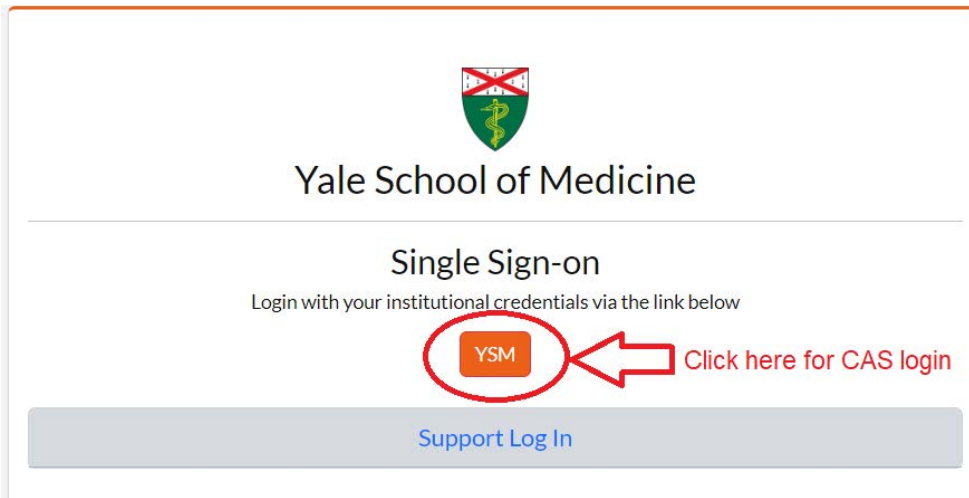 Yale School of Medicine
Single Sign-on
Login with your institutional credentials via the link below
YSM
Click here for CAS login
Support Log In